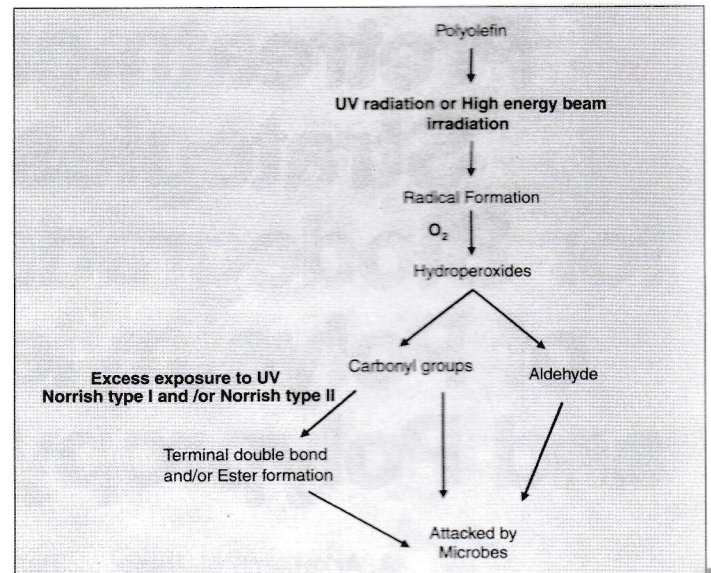 Polyolefin
UV radiation or High energy beam
irradiation
Radical Formation
O₂
Hydroperoxides
Carbonyl groups
Aldehyde
Excess exposure to UV
Norrish type I and /or Norrish type II
Terminal double bond
and/or Ester formation
Attacked by
Microbes